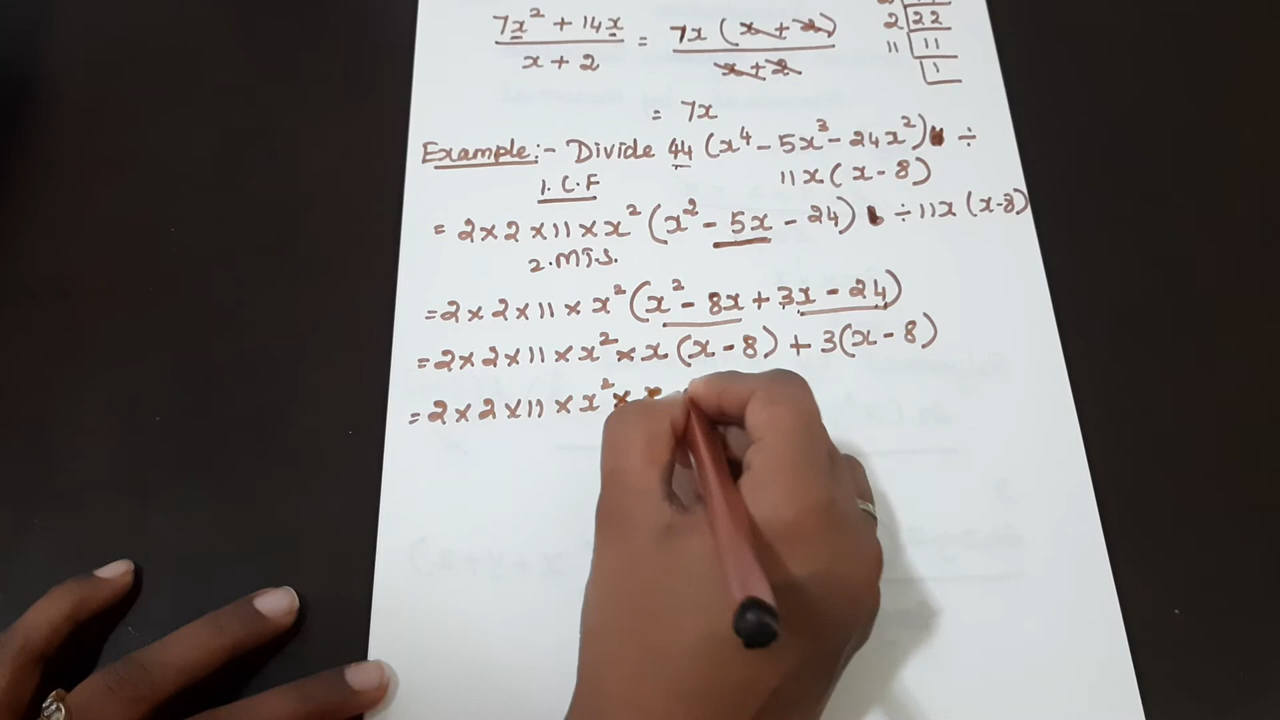 7x² + 14x = 7x (x + 2)
x + 2 x + 2
2 22
11 11
1
= 7x
Example:- Divide 44 (x⁴ - 5x³ - 24x²) ÷
11x (x - 8)
1. C.F
= 2 × 2 × 11 × x² (x² - 5x - 24) ÷ 11x (x-8)
2. M.T.S.
= 2 × 2 × 11 × x² (x² - 8x + 3x - 24)
= 2 × 2 × 11 × x² × x (x - 8) + 3 (x - 8)
= 2 × 2 × 11 × x² ×